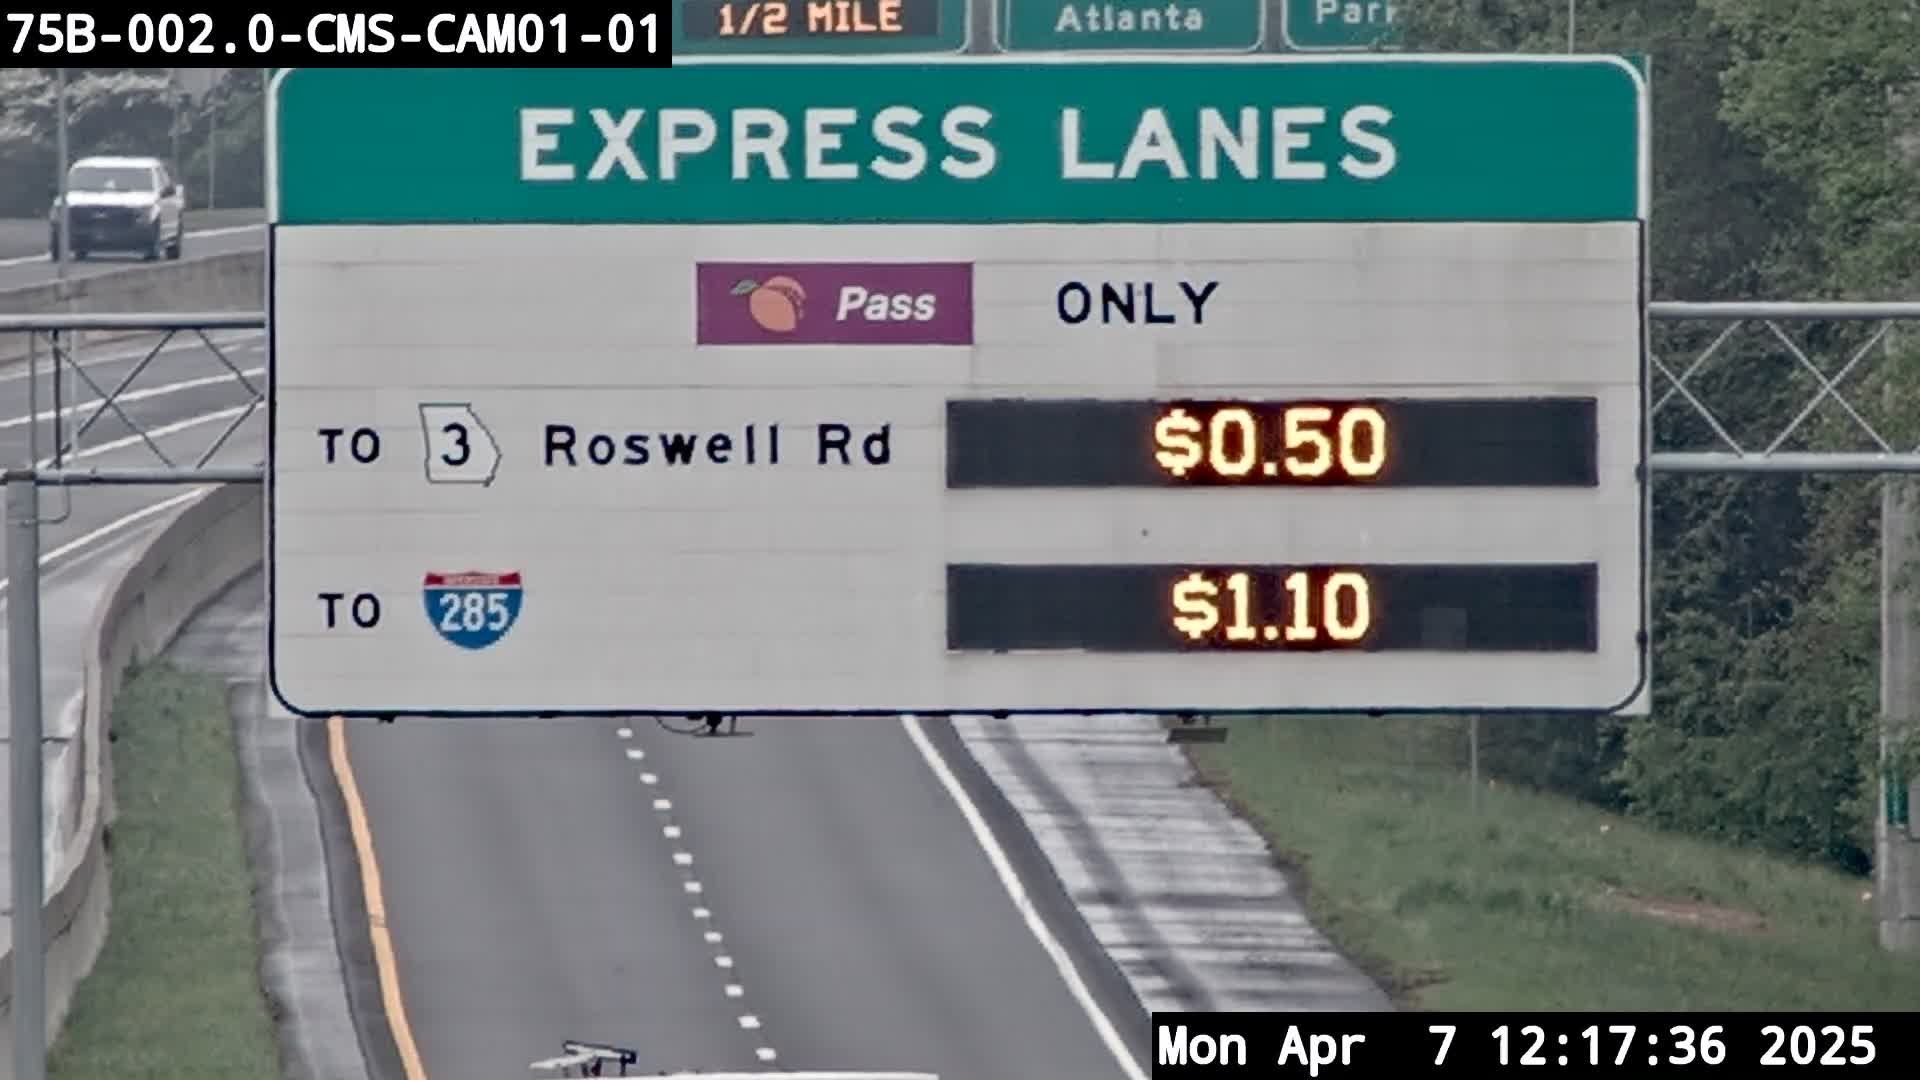 75B-002.0-CMS-CAM01-01
1/2 MILE
Atlanta
EXPRESS LANES
Pass ONLY
TO 3 Roswell Rd $0.50
TO 285 $1.10
Mon Apr 7 12:17:36 2025